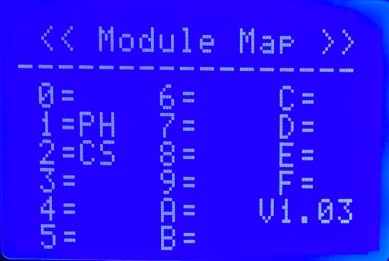 << Module Map >>
0= 6= C=
1=PH 7= D=
2=CS 8= E=
3= 9= F=
4= A= V1.03
5= B=